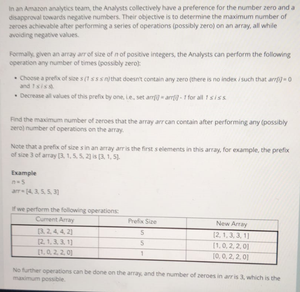 In an Amazon analytics team, the Analysts collectively have a preference for the number zero and a
disapproval towards negative numbers. Their objective is to determine the maximum number of
zeroes achievable after performing a series of operations (possibly zero) on an array, all while
avoiding negative values.
Formally, given an array arr of size n of positive integers, the Analysts can perform the following
operation any number of times (possibly zero):
• Choose a prefix of size s (1 ≤ s ≤ n) that doesn't contain any zero (there is no index i such that arr[i] = 0
and 1 ≤ i ≤ s).
• Decrease all values of this prefix by one, i.e., set arr[i] = arr[i] - 1 for all 1 ≤ i ≤ s.
Find the maximum number of zeroes that the array arr can contain after performing any (possibly
zero) number of operations on the array.
Note that a prefix of size s in an array arr is the first s elements in this array, for example, the prefix
of size 3 of array [3, 1, 5, 5, 2] is [3, 1, 5].
Example
n = 5
arr = [4, 3, 5, 5, 3]
If we perform the following operations:
Current Array Prefix Size New Array
[3, 2, 4, 4, 2] 5 [2, 1, 3, 3, 1]
[2, 1, 3, 3, 1] 5 [1, 0, 2, 2, 0]
[1, 0, 2, 2, 0] 1 [0, 0, 2, 2, 0]
No further operations can be done on the array, and the number of zeroes in arr is 3, which is the
maximum possible.